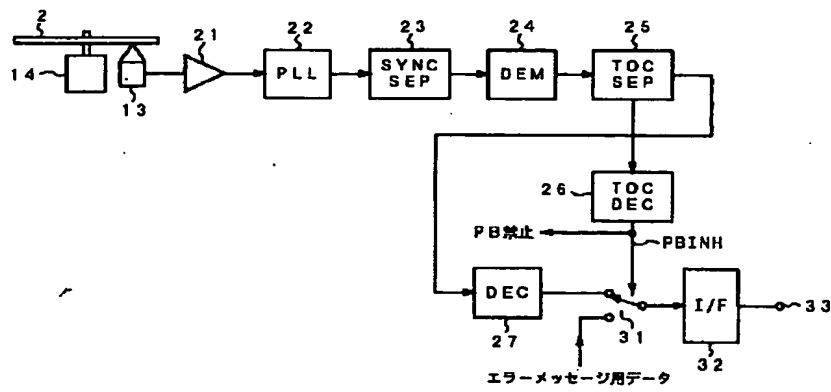 2
14
13
21
22
PLL
23
SYNC
SEP
24
DEM
25
TOC
SEP
26
TOC
DEC
PB禁止
PBINH
DEC
27
31
I/F
32
33
エラーメッセージ用データ